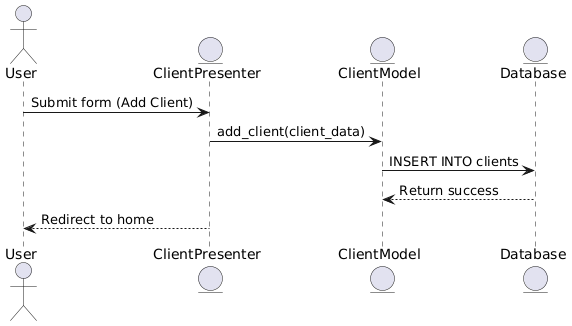 User
ClientPresenter
ClientModel
Database
Submit form (Add Client)
add_client(client_data)
INSERT INTO clients
Return success
Redirect to home
User
ClientPresenter
ClientModel
Database